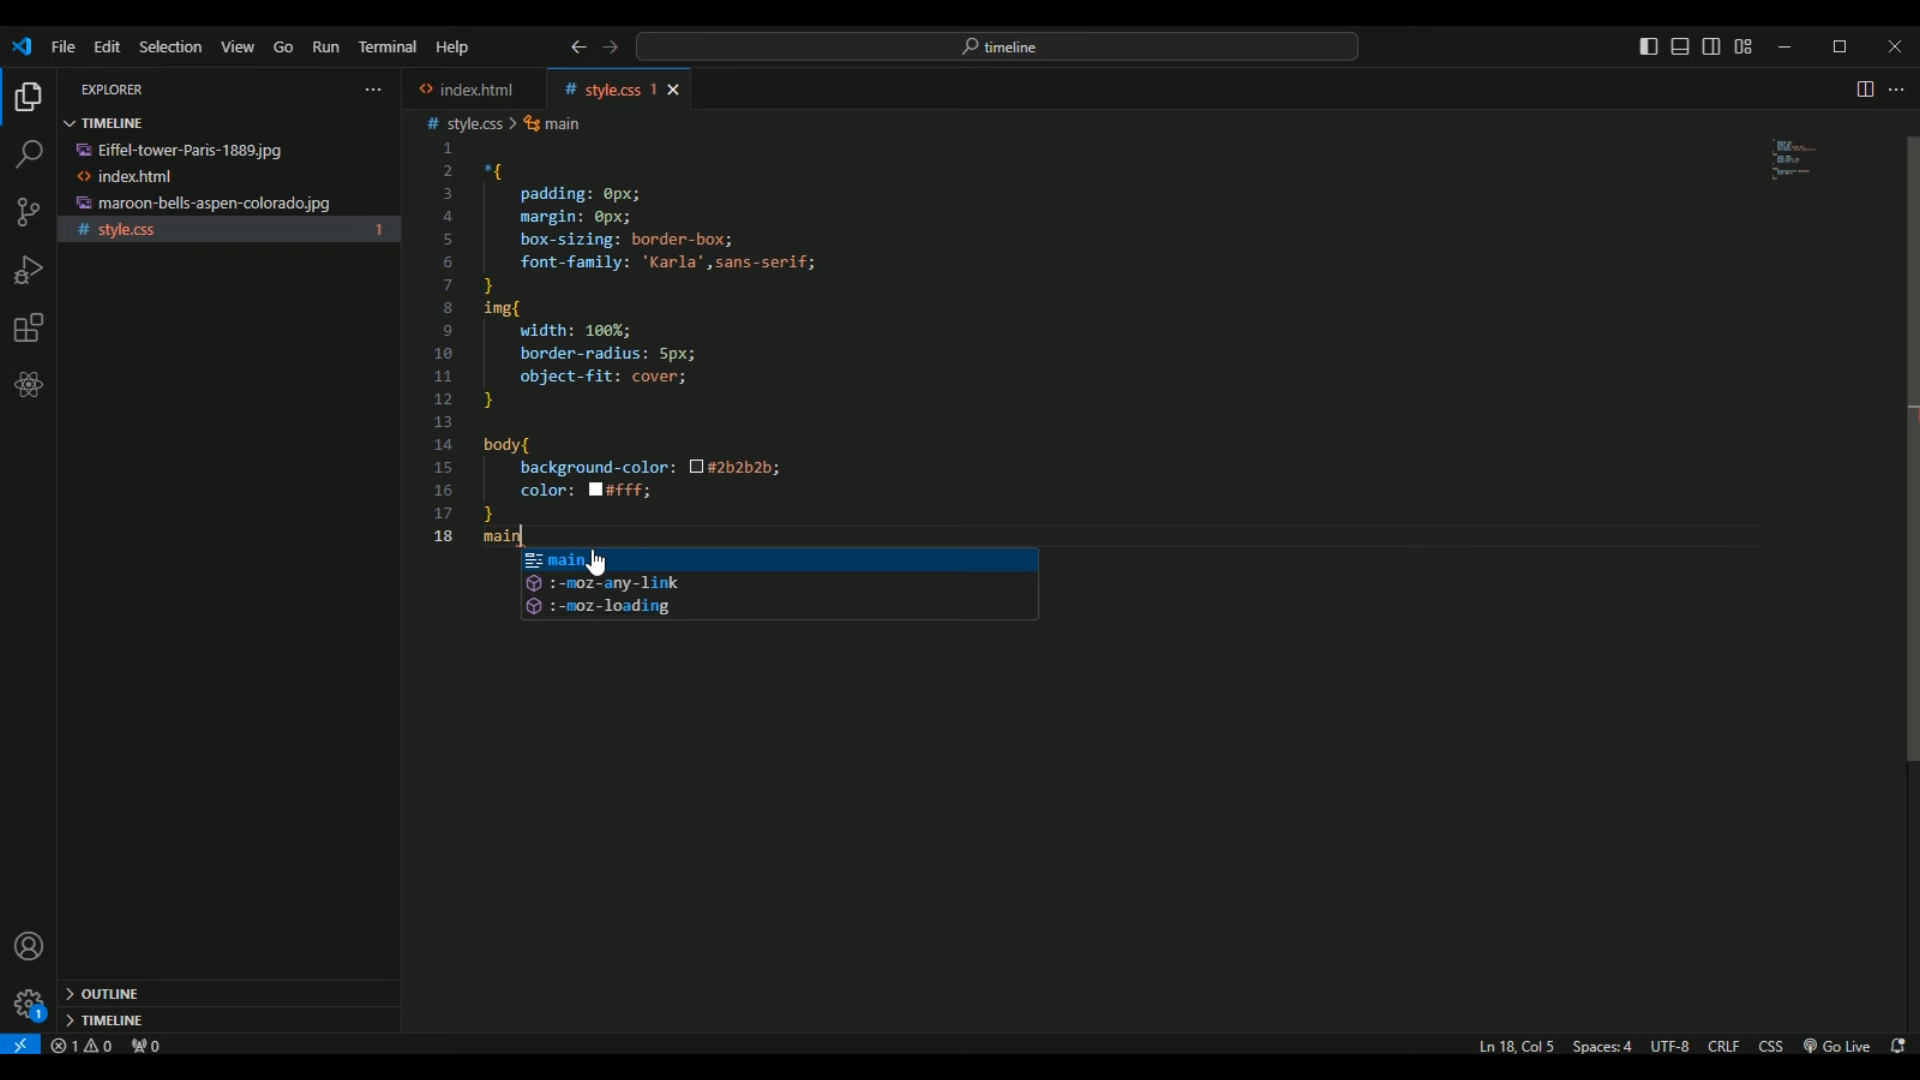 File Edit Selection View Go Run Terminal Help
timeline
EXPLORER
TIMELINE
Eiffel-tower-Paris-1889.jpg
index.html
maroon-bells-aspen-colorado.jpg
# style.css 1
index.html
# style.css 1
# style.css > main
1
2 *{
3 padding: 0px;
4 margin: 0px;
5 box-sizing: border-box;
6 font-family: 'Karla',sans-serif;
7 }
8 img{
9 width: 100%;
10 border-radius: 5px;
11 object-fit: cover;
12 }
13
14 body{
15 background-color: #2b2b2b;
16 color: #fff;
17 }
18 main
main
:-moz-any-link
:-moz-loading
1
OUTLINE
TIMELINE
1 0 0
Ln 18, Col 5 Spaces: 4 UTF-8 CRLF CSS Go Live